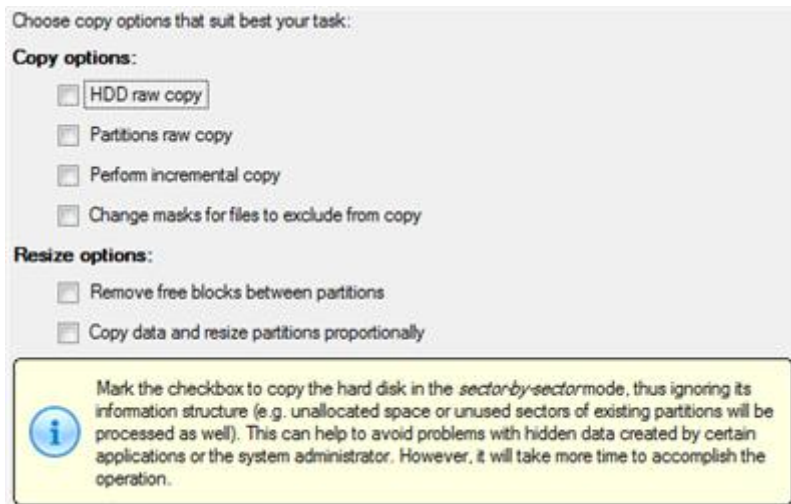 Choose copy options that suit best your task:
Copy options:
HDD raw copy
Partitions raw copy
Perform incremental copy
Change masks for files to exclude from copy
Resize options:
Remove free blocks between partitions
Copy data and resize partitions proportionally
Mark the checkbox to copy the hard disk in the sector-by-sector mode, thus ignoring its
information structure (e.g. unallocated space or unused sectors of existing partitions will be
processed as well). This can help to avoid problems with hidden data created by certain
applications or the system administrator. However, it will take more time to accomplish the
operation.